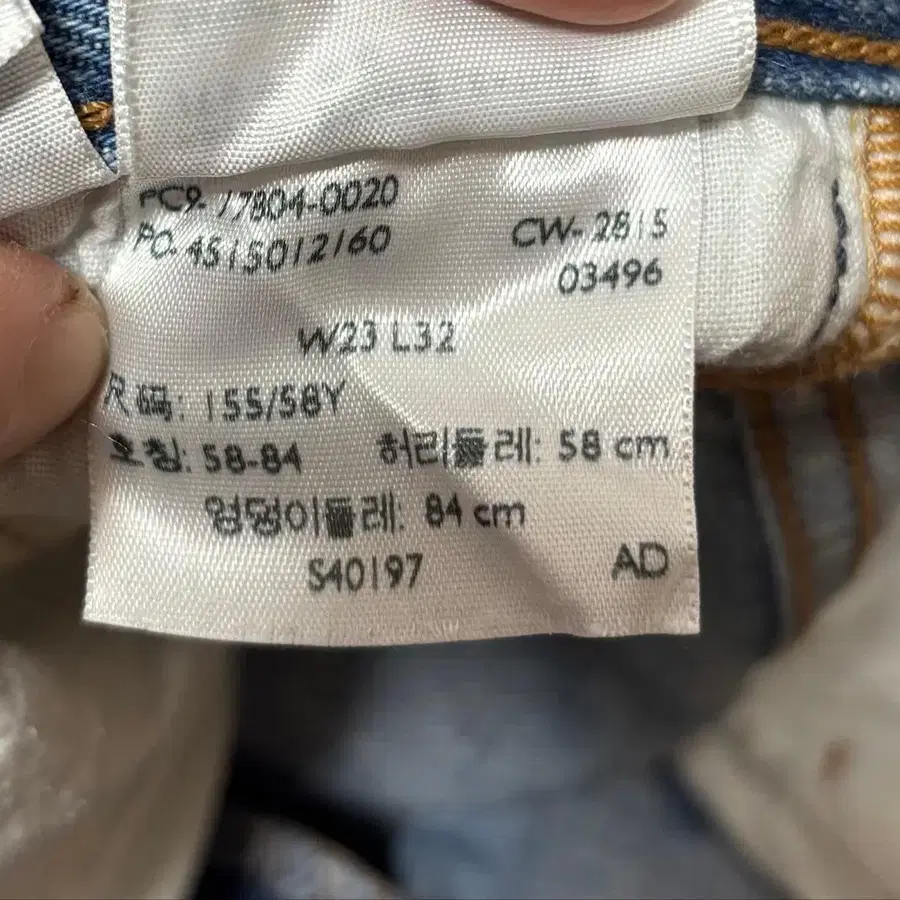 PC9- 17804-0020
PO- 4515012160 CW- 2815
03496
W23 L32
尺码: 155/58Y
호칭: 58-84 허리둘레: 58 cm
엉덩이둘레: 84 cm
S40197 AD